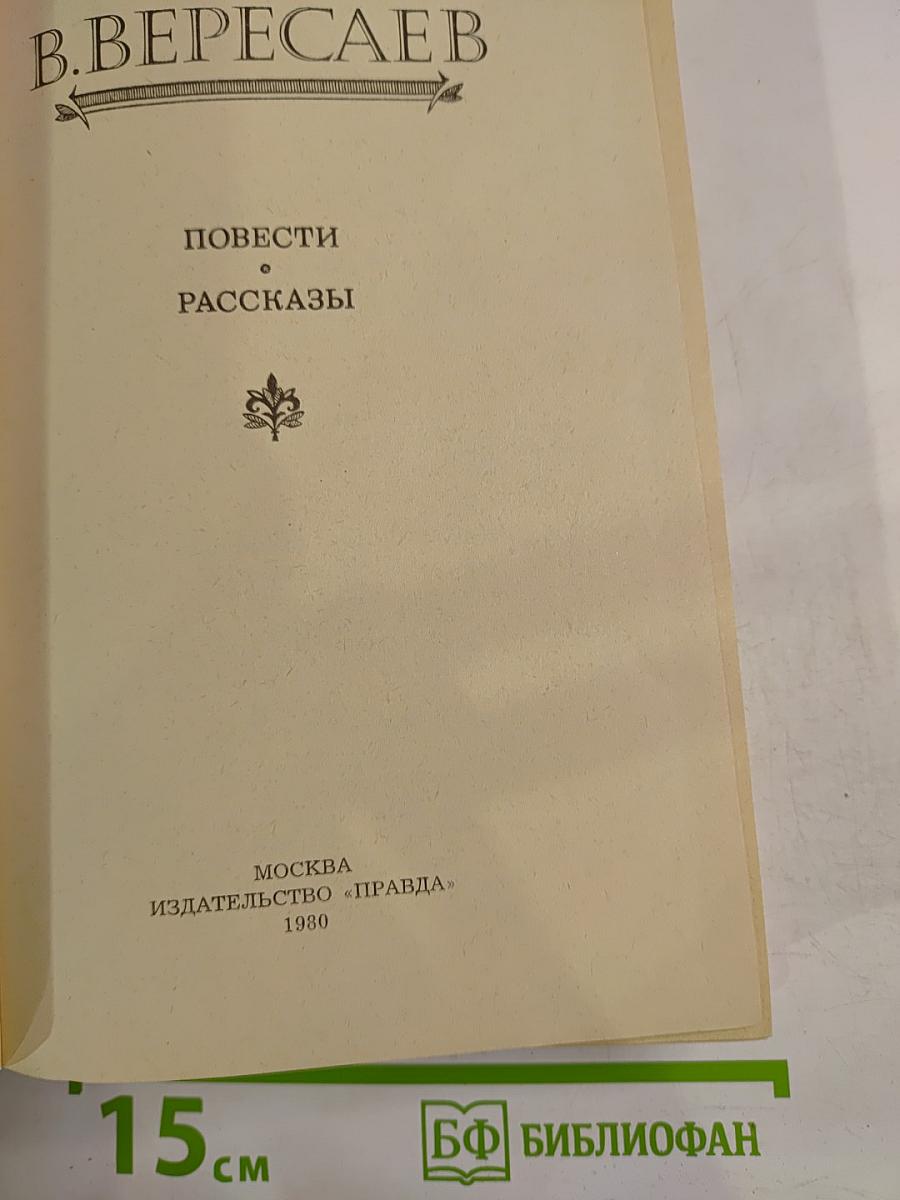 В. ВЕРЕСАЕВ
ПОВЕСТИ
РАССКАЗЫ
МОСКВА
ИЗДАТЕЛЬСТВО «ПРАВДА»
1980
15 см
БФ БИБЛИОФАН